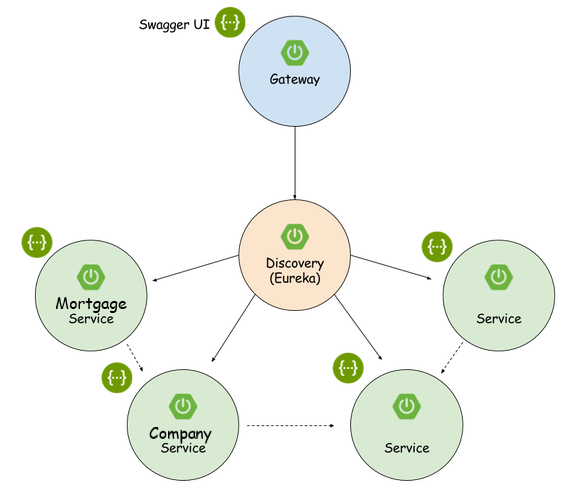 Swagger UI {···}
Gateway
Discovery
(Eureka)
{···}
{···}
Mortgage
Service
Service
{···}
{···}
Company
Service
Service